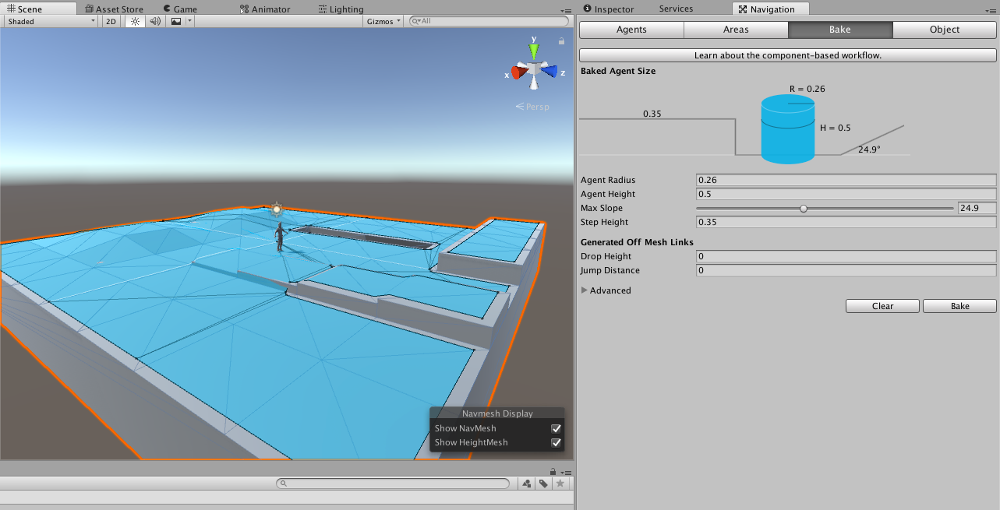 Scene Asset Store Game Animator Lighting
Shaded 2D Gizmos All
y
x z
Persp
Navmesh Display
Show NavMesh
Show HeightMesh
Inspector Services Navigation
Agents Areas Bake Object
Learn about the component-based workflow.
Baked Agent Size
R = 0.26
0.35
H = 0.5
24.9°
Agent Radius 0.26
Agent Height 0.5
Max Slope 24.9
Step Height 0.35
Generated Off Mesh Links
Drop Height 0
Jump Distance 0
Advanced
Clear Bake